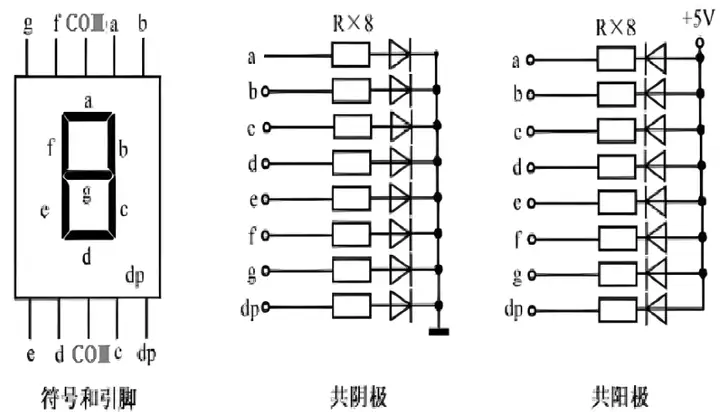 g f COM a b
a
f b
g
e c
d
dp
e d COM c dp
符号和引脚
R×8
a
b
c
d
e
f
g
dp
共阴极
+5V
R×8
a
b
c
d
e
f
g
dp
共阳极